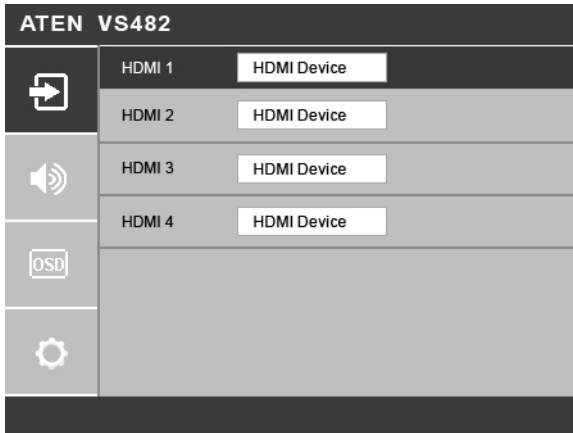 ATEN VS482
HDMI 1 HDMI Device
HDMI 2 HDMI Device
HDMI 3 HDMI Device
HDMI 4 HDMI Device
OSD